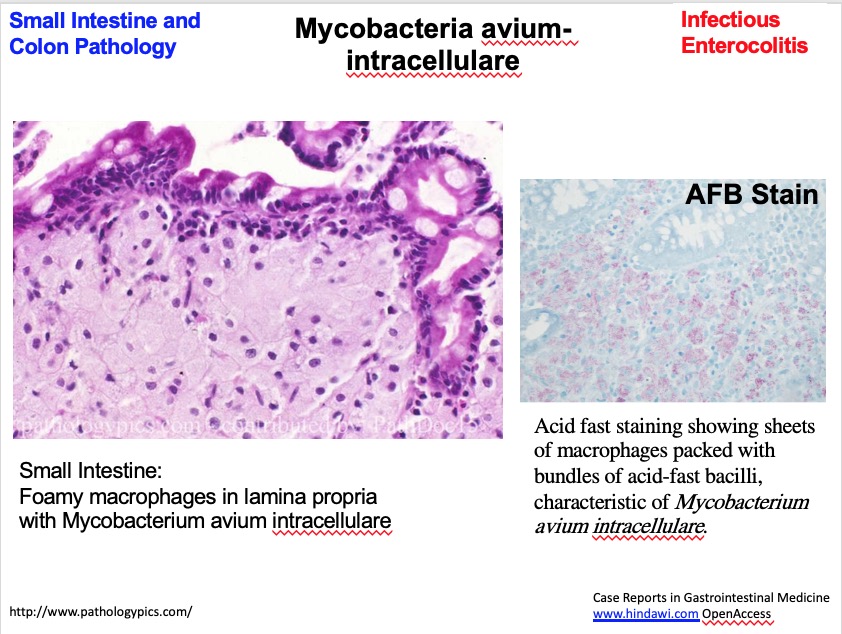 Small Intestine and
Colon Pathology
Mycobacteria avium-
intracellulare
Infectious
Enterocolitis
AFB Stain
pathologypics.com - contributed by PathDoc15
Small Intestine:
Foamy macrophages in lamina propria
with Mycobacterium avium intracellulare
Acid fast staining showing sheets
of macrophages packed with
bundles of acid-fast bacilli,
characteristic of Mycobacterium
avium intracellulare.
http://www.pathologypics.com/
Case Reports in Gastrointestinal Medicine
www.hindawi.com OpenAccess